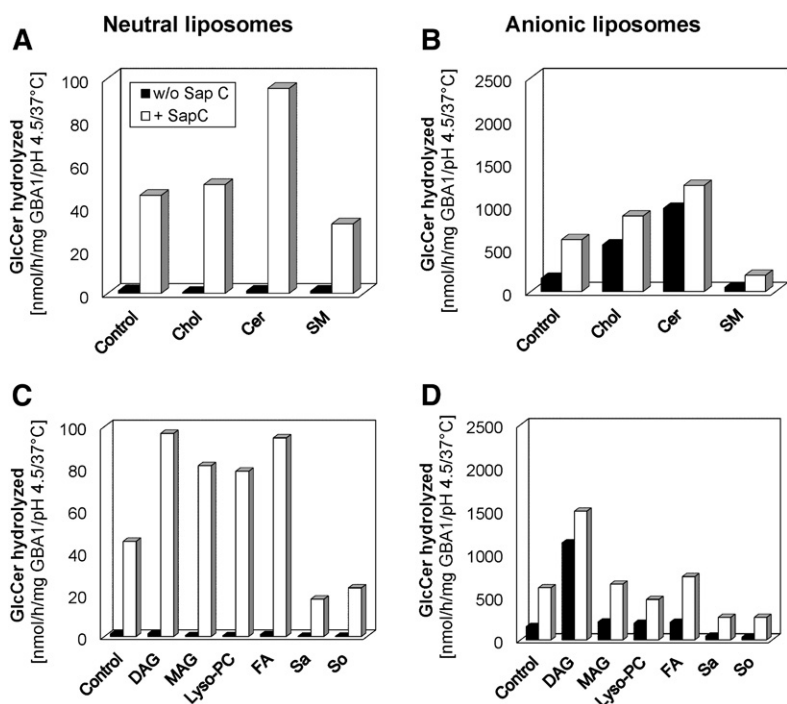 Neutral liposomes
Anionic liposomes
A
GlcCer hydrolyzed
[nmol/h/mg GBA1/pH 4.5/37°C]
100
80
60
40
20
0
w/o Sap C
+ SapC
Control
Chol
Cer
SM
B
GlcCer hydrolyzed
[nmol/h/mg GBA1/pH 4.5/37°C]
2500
2000
1500
1000
500
0
Control
Chol
Cer
SM
C
GlcCer hydrolyzed
[nmol/h/mg GBA1/pH 4.5/37°C]
100
80
60
40
20
0
Control
DAG
MAG
Lyso-PC
FA
Sa
So
D
GlcCer hydrolyzed
[nmol/h/mg GBA1/pH 4.5/37°C]
2500
2000
1500
1000
500
0
Control
DAG
MAG
Lyso-PC
FA
Sa
So